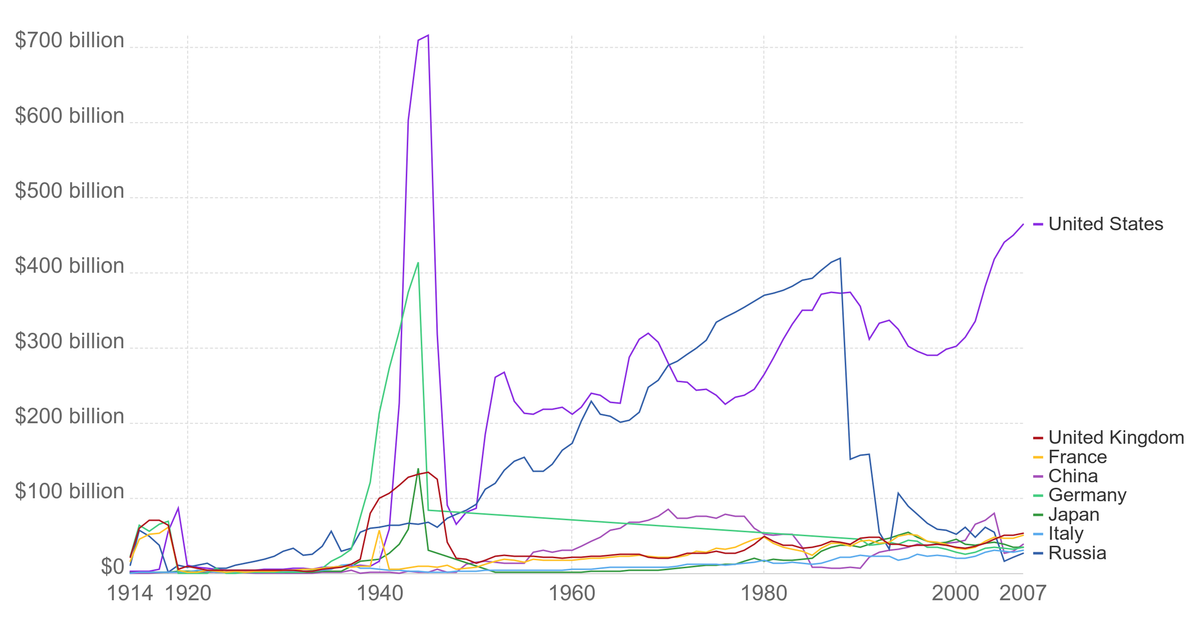 $700 billion
$600 billion
$500 billion
$400 billion
$300 billion
$200 billion
$100 billion
$0
1914 1920 1940 1960 1980 2000 2007
United States
United Kingdom
France
China
Germany
Japan
Italy
Russia